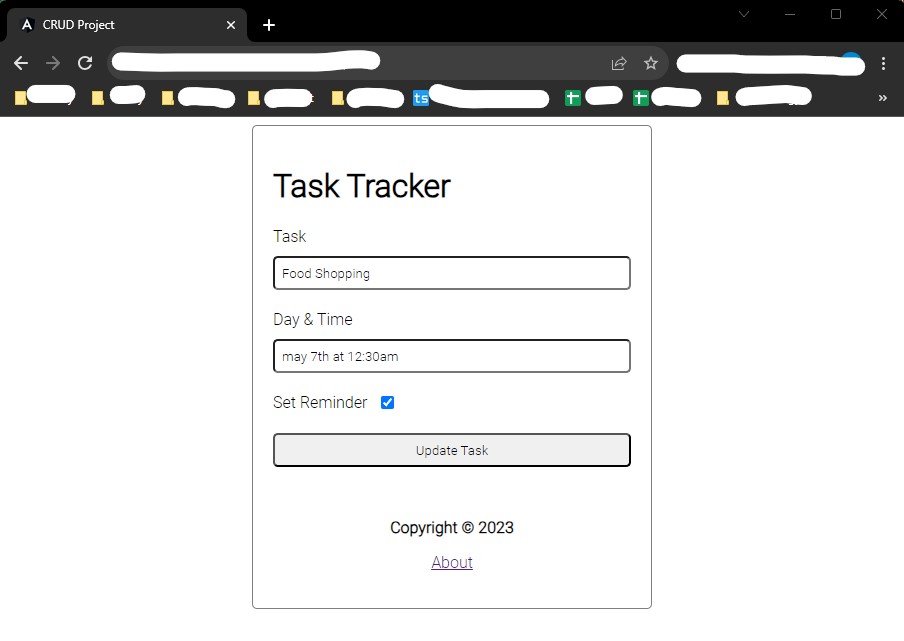 CRUD Project
ts
Task Tracker
Task
Food Shopping
Day & Time
may 7th at 12:30am
Set Reminder
Update Task
Copyright © 2023
About